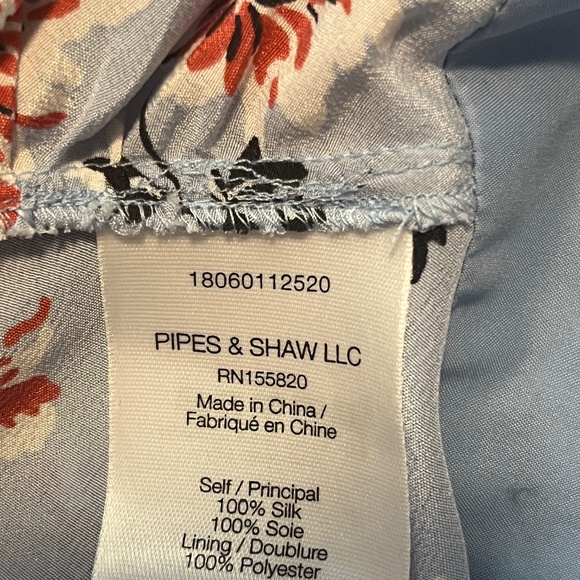 18060112520
PIPES & SHAW LLC
RN155820
Made in China /
Fabriqué en Chine
Self / Principal
100% Silk
100% Soie
Lining / Doublure
100% Polyester